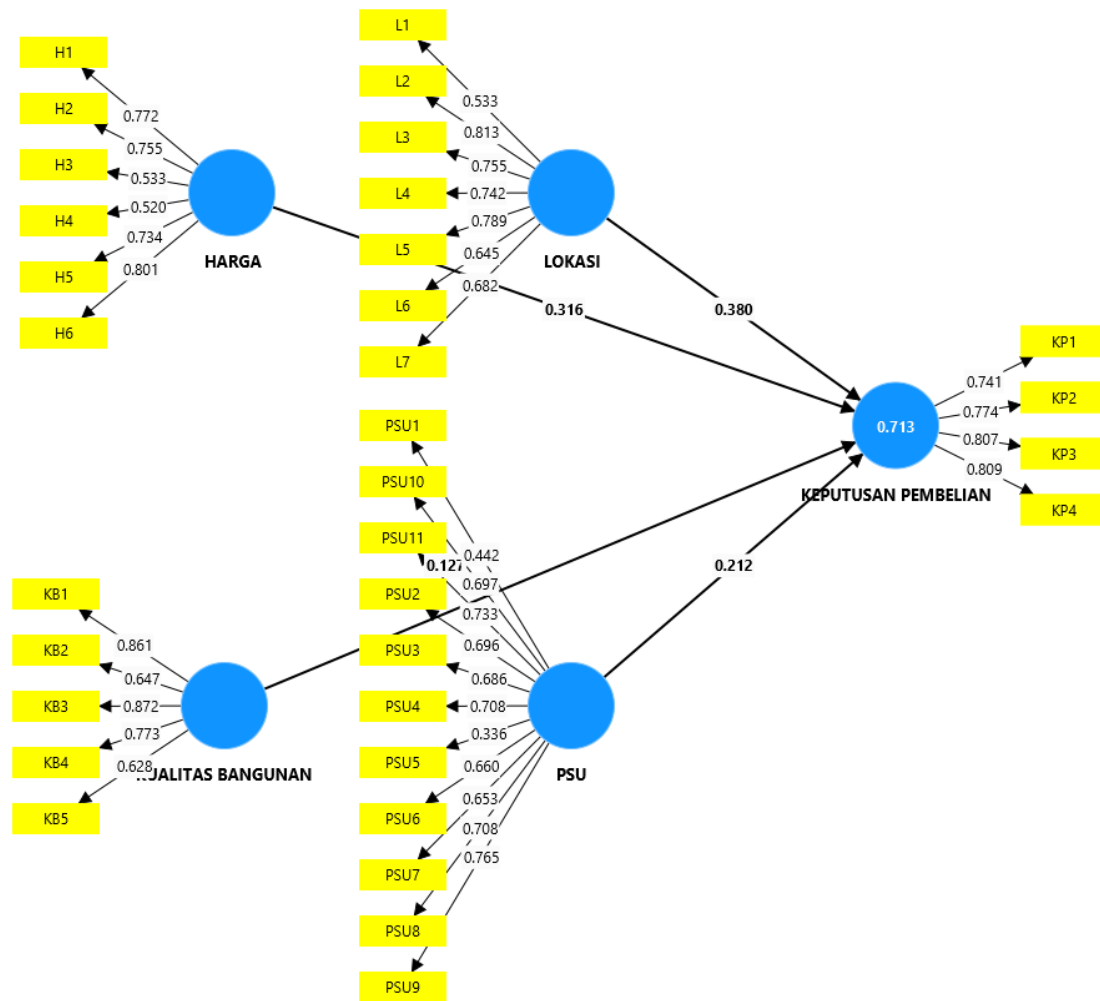 H1
H2
H3
H4
H5
H6
0.772
0.755
0.533
0.520
0.734
0.801
HARGA
L1
L2
L3
L4
L5
L6
L7
0.533
0.813
0.755
0.742
0.789
0.645
0.682
LOKASI
0.316
0.380
KP1
KP2
KP3
KP4
0.741
0.774
0.807
0.809
0.713
KEPUTUSAN PEMBELIAN
PSU1
PSU10
PSU11
PSU2
PSU3
PSU4
PSU5
PSU6
PSU7
PSU8
PSU9
0.442
0.697
0.733
0.696
0.686
0.708
0.336
0.660
0.653
0.708
0.765
PSU
0.127
0.212
KB1
KB2
KB3
KB4
KB5
0.861
0.647
0.872
0.773
0.628
KUALITAS BANGUNAN